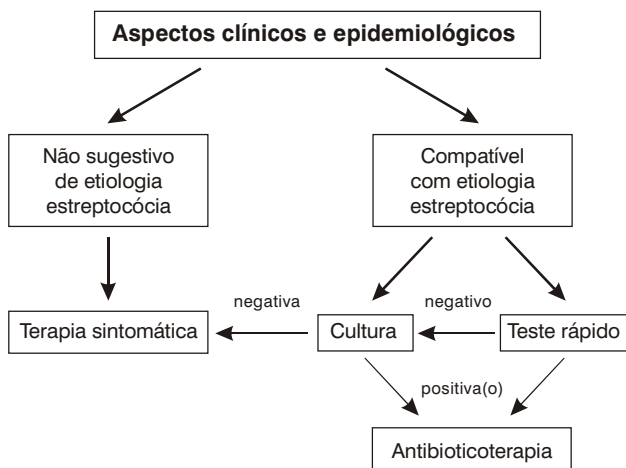 Aspectos clínicos e epidemiológicos
Não sugestivo
de etiologia
estreptocócia
Compatível
com etiologia
estreptocócia
negativa
negativo
Terapia sintomática
Cultura
Teste rápido
positiva(o)
Antibioticoterapia